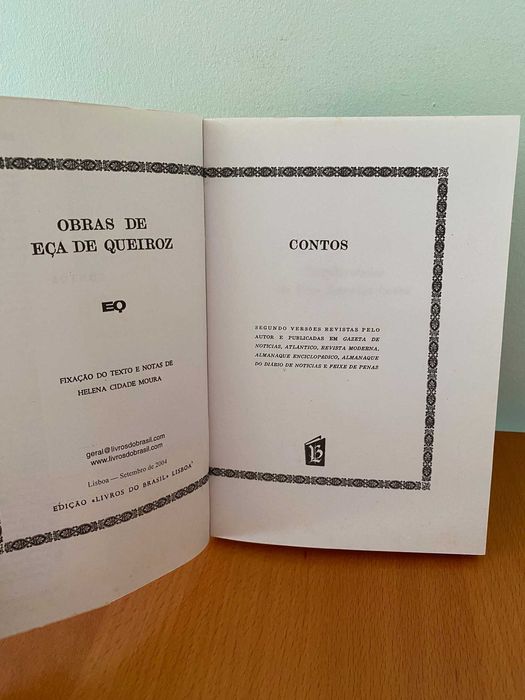 OBRAS DE
EÇA DE QUEIROZ
EQ
FIXAÇÃO DO TEXTO E NOTAS DE
HELENA CIDADE MOURA
geral@livrosdobrasil.com
www.livrosdobrasil.com
Lisboa — Setembro de 2004
EDIÇÃO «LIVROS DO BRASIL» LISBOA
CONTOS
SEGUNDO VERSÕES REVISTAS PELO
AUTOR E PUBLICADAS EM GAZETA DE
NOTÍCIAS, ATLÂNTICO, REVISTA MODERNA,
ALMANAQUE ENCICLOPÉDICO, ALMANAQUE
DO DIÁRIO DE NOTÍCIAS E FEIXE DE PENAS